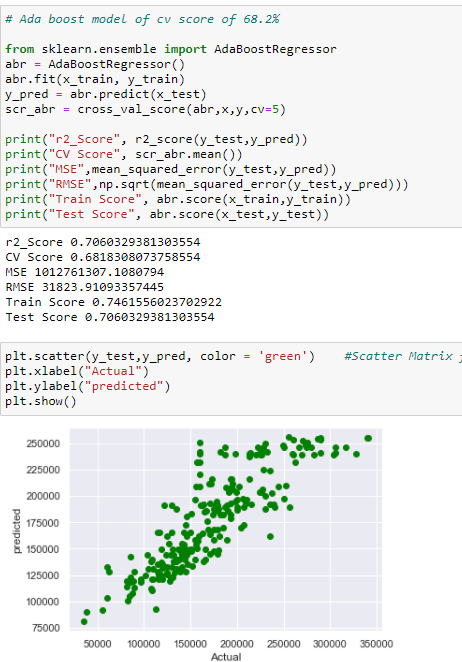 # Ada boost model of cv score of 68.2%
from sklearn.ensemble import AdaBoostRegressor
abr = AdaBoostRegressor()
abr.fit(x_train, y_train)
y_pred = abr.predict(x_test)
scr_abr = cross_val_score(abr,x,y,cv=5)
print("r2_Score", r2_score(y_test,y_pred))
print("CV Score", scr_abr.mean())
print("MSE",mean_squared_error(y_test,y_pred))
print("RMSE",np.sqrt(mean_squared_error(y_test,y_pred)))
print("Train Score", abr.score(x_train,y_train))
print("Test Score", abr.score(x_test,y_test))
r2_Score 0.7060329381303554
CV Score 0.6818308073758554
MSE 1012761307.1080794
RMSE 31823.91093357445
Train Score 0.7461556023702922
Test Score 0.7060329381303554
plt.scatter(y_test,y_pred, color = 'green') #Scatter Matrix
plt.xlabel("Actual")
plt.ylabel("predicted")
plt.show()
250000
225000
200000
175000
150000
125000
100000
75000
predicted
50000 100000 150000 200000 250000 300000 350000
Actual